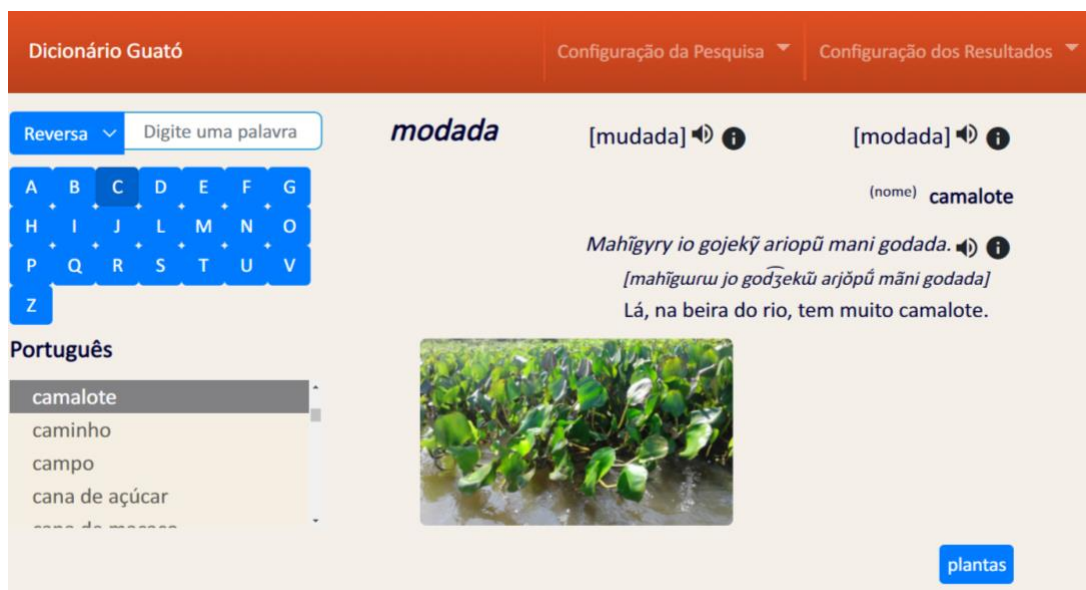 Dicionário Guató
Configuração da Pesquisa
Configuração dos Resultados
Reversa
Digite uma palavra
A B C D E F G
H I J L M N O
P Q R S T U V
Z
Português
camalote
caminho
campo
cana de açúcar
modada
[mudada]
[modada]
(nome) camalote
Mahĩgyry io gojekỹ ariopũ mani godada.
[mahĩgɯrɯ jo god͡ʒekɯ̃ arjǒpṹ mãni godada]
Lá, na beira do rio, tem muito camalote.
plantas